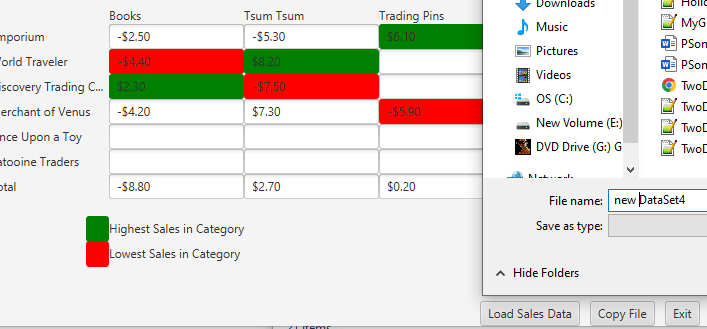 Books Tsum Tsum Trading Pins
mporium -$2.50 -$5.30 $6.10
orld Traveler -$4.40 $8.20
iscovery Trading C... $2.30 -$7.50
erchant of Venus -$4.20 $7.30 -$5.90
nce Upon a Toy
atooine Traders
otal -$8.80 $2.70 $0.20
Highest Sales in Category
Lowest Sales in Category
Downloads
Music
Pictures
Videos
OS (C:)
New Volume (E:)
DVD Drive (G:) G
Network
MyG
PSon
PSon
TwoD
TwoD
TwoD
TwoD
File name: new DataSet4
Save as type:
Hide Folders
Load Sales Data Copy File Exit
21 items